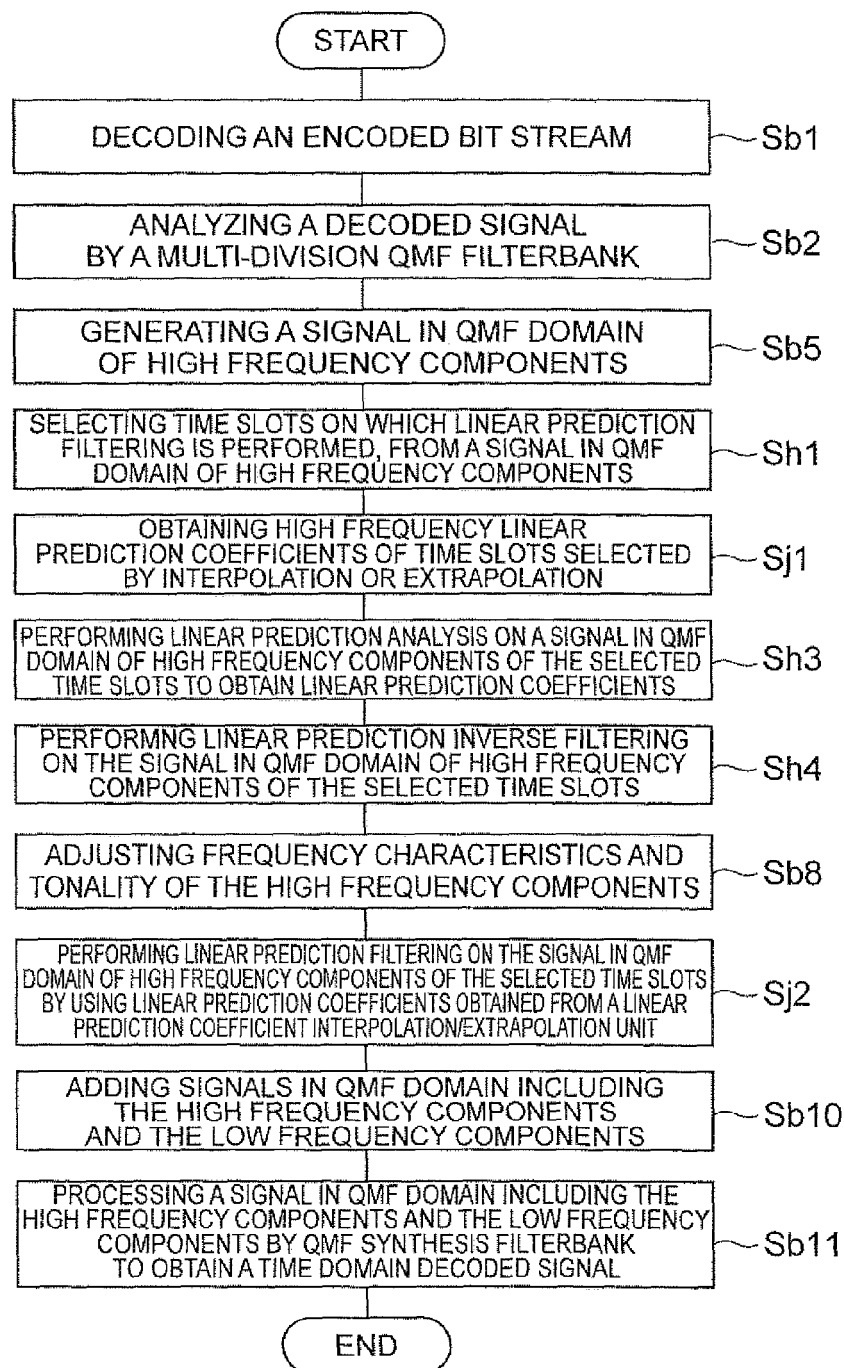 START
DECODING AN ENCODED BIT STREAM
Sb1
ANALYZING A DECODED SIGNAL
BY A MULTI-DIVISION QMF FILTERBANK
Sb2
GENERATING A SIGNAL IN QMF DOMAIN
OF HIGH FREQUENCY COMPONENTS
Sb5
SELECTING TIME SLOTS ON WHICH LINEAR PREDICTION
FILTERING IS PERFORMED, FROM A SIGNAL IN QMF
DOMAIN OF HIGH FREQUENCY COMPONENTS
Sh1
OBTAINING HIGH FREQUENCY LINEAR
PREDICTION COEFFICIENTS OF TIME SLOTS SELECTED
BY INTERPOLATION OR EXTRAPOLATION
Sj1
PERFORMING LINEAR PREDICTION ANALYSIS ON A SIGNAL IN QMF
DOMAIN OF HIGH FREQUENCY COMPONENTS OF THE SELECTED
TIME SLOTS TO OBTAIN LINEAR PREDICTION COEFFICIENTS
Sh3
PERFORMNG LINEAR PREDICTION INVERSE FILTERING
ON THE SIGNAL IN QMF DOMAIN OF HIGH FREQUENCY
COMPONENTS OF THE SELECTED TIME SLOTS
Sh4
ADJUSTING FREQUENCY CHARACTERISTICS AND
TONALITY OF THE HIGH FREQUENCY COMPONENTS
Sb8
PERFORMING LINEAR PREDICTION FILTERING ON THE SIGNAL IN QMF
DOMAIN OF HIGH FREQUENCY COMPONENTS OF THE SELECTED TIME SLOTS
BY USING LINEAR PREDICTION COEFFICIENTS OBTAINED FROM A LINEAR
PREDICTION COEFFICIENT INTERPOLATION/EXTRAPOLATION UNIT
Sj2
ADDING SIGNALS IN QMF DOMAIN INCLUDING
THE HIGH FREQUENCY COMPONENTS
AND THE LOW FREQUENCY COMPONENTS
Sb10
PROCESSING A SIGNAL IN QMF DOMAIN INCLUDING THE
HIGH FREQUENCY COMPONENTS AND THE LOW FREQUENCY
COMPONENTS BY QMF SYNTHESIS FILTERBANK
TO OBTAIN A TIME DOMAIN DECODED SIGNAL
Sb11
END